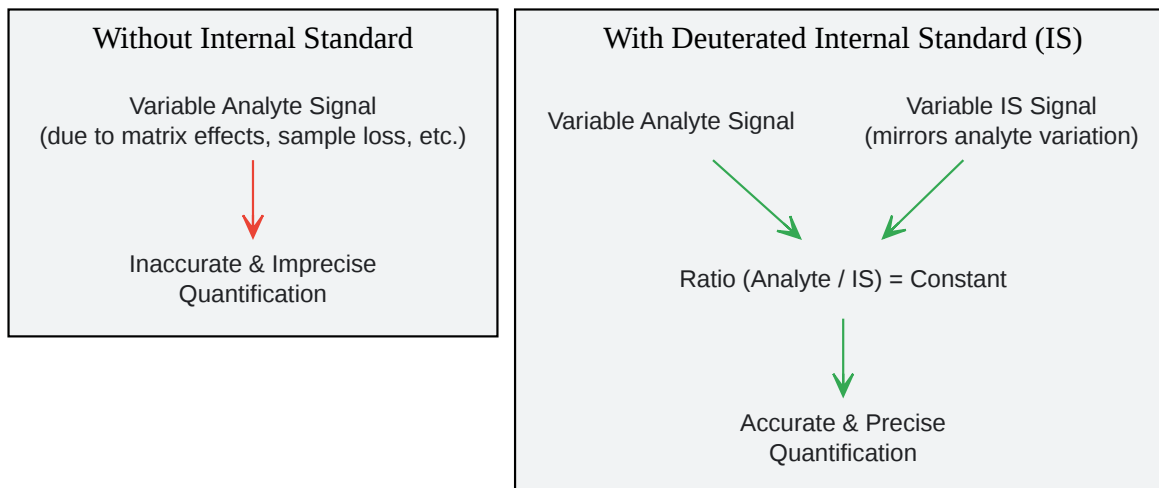 Without Internal Standard
Variable Analyte Signal
(due to matrix effects, sample loss, etc.)
Inaccurate & Imprecise
Quantification
With Deuterated Internal Standard (IS)
Variable Analyte Signal
Variable IS Signal
(mirrors analyte variation)
Ratio (Analyte / IS) = Constant
Accurate & Precise
Quantification